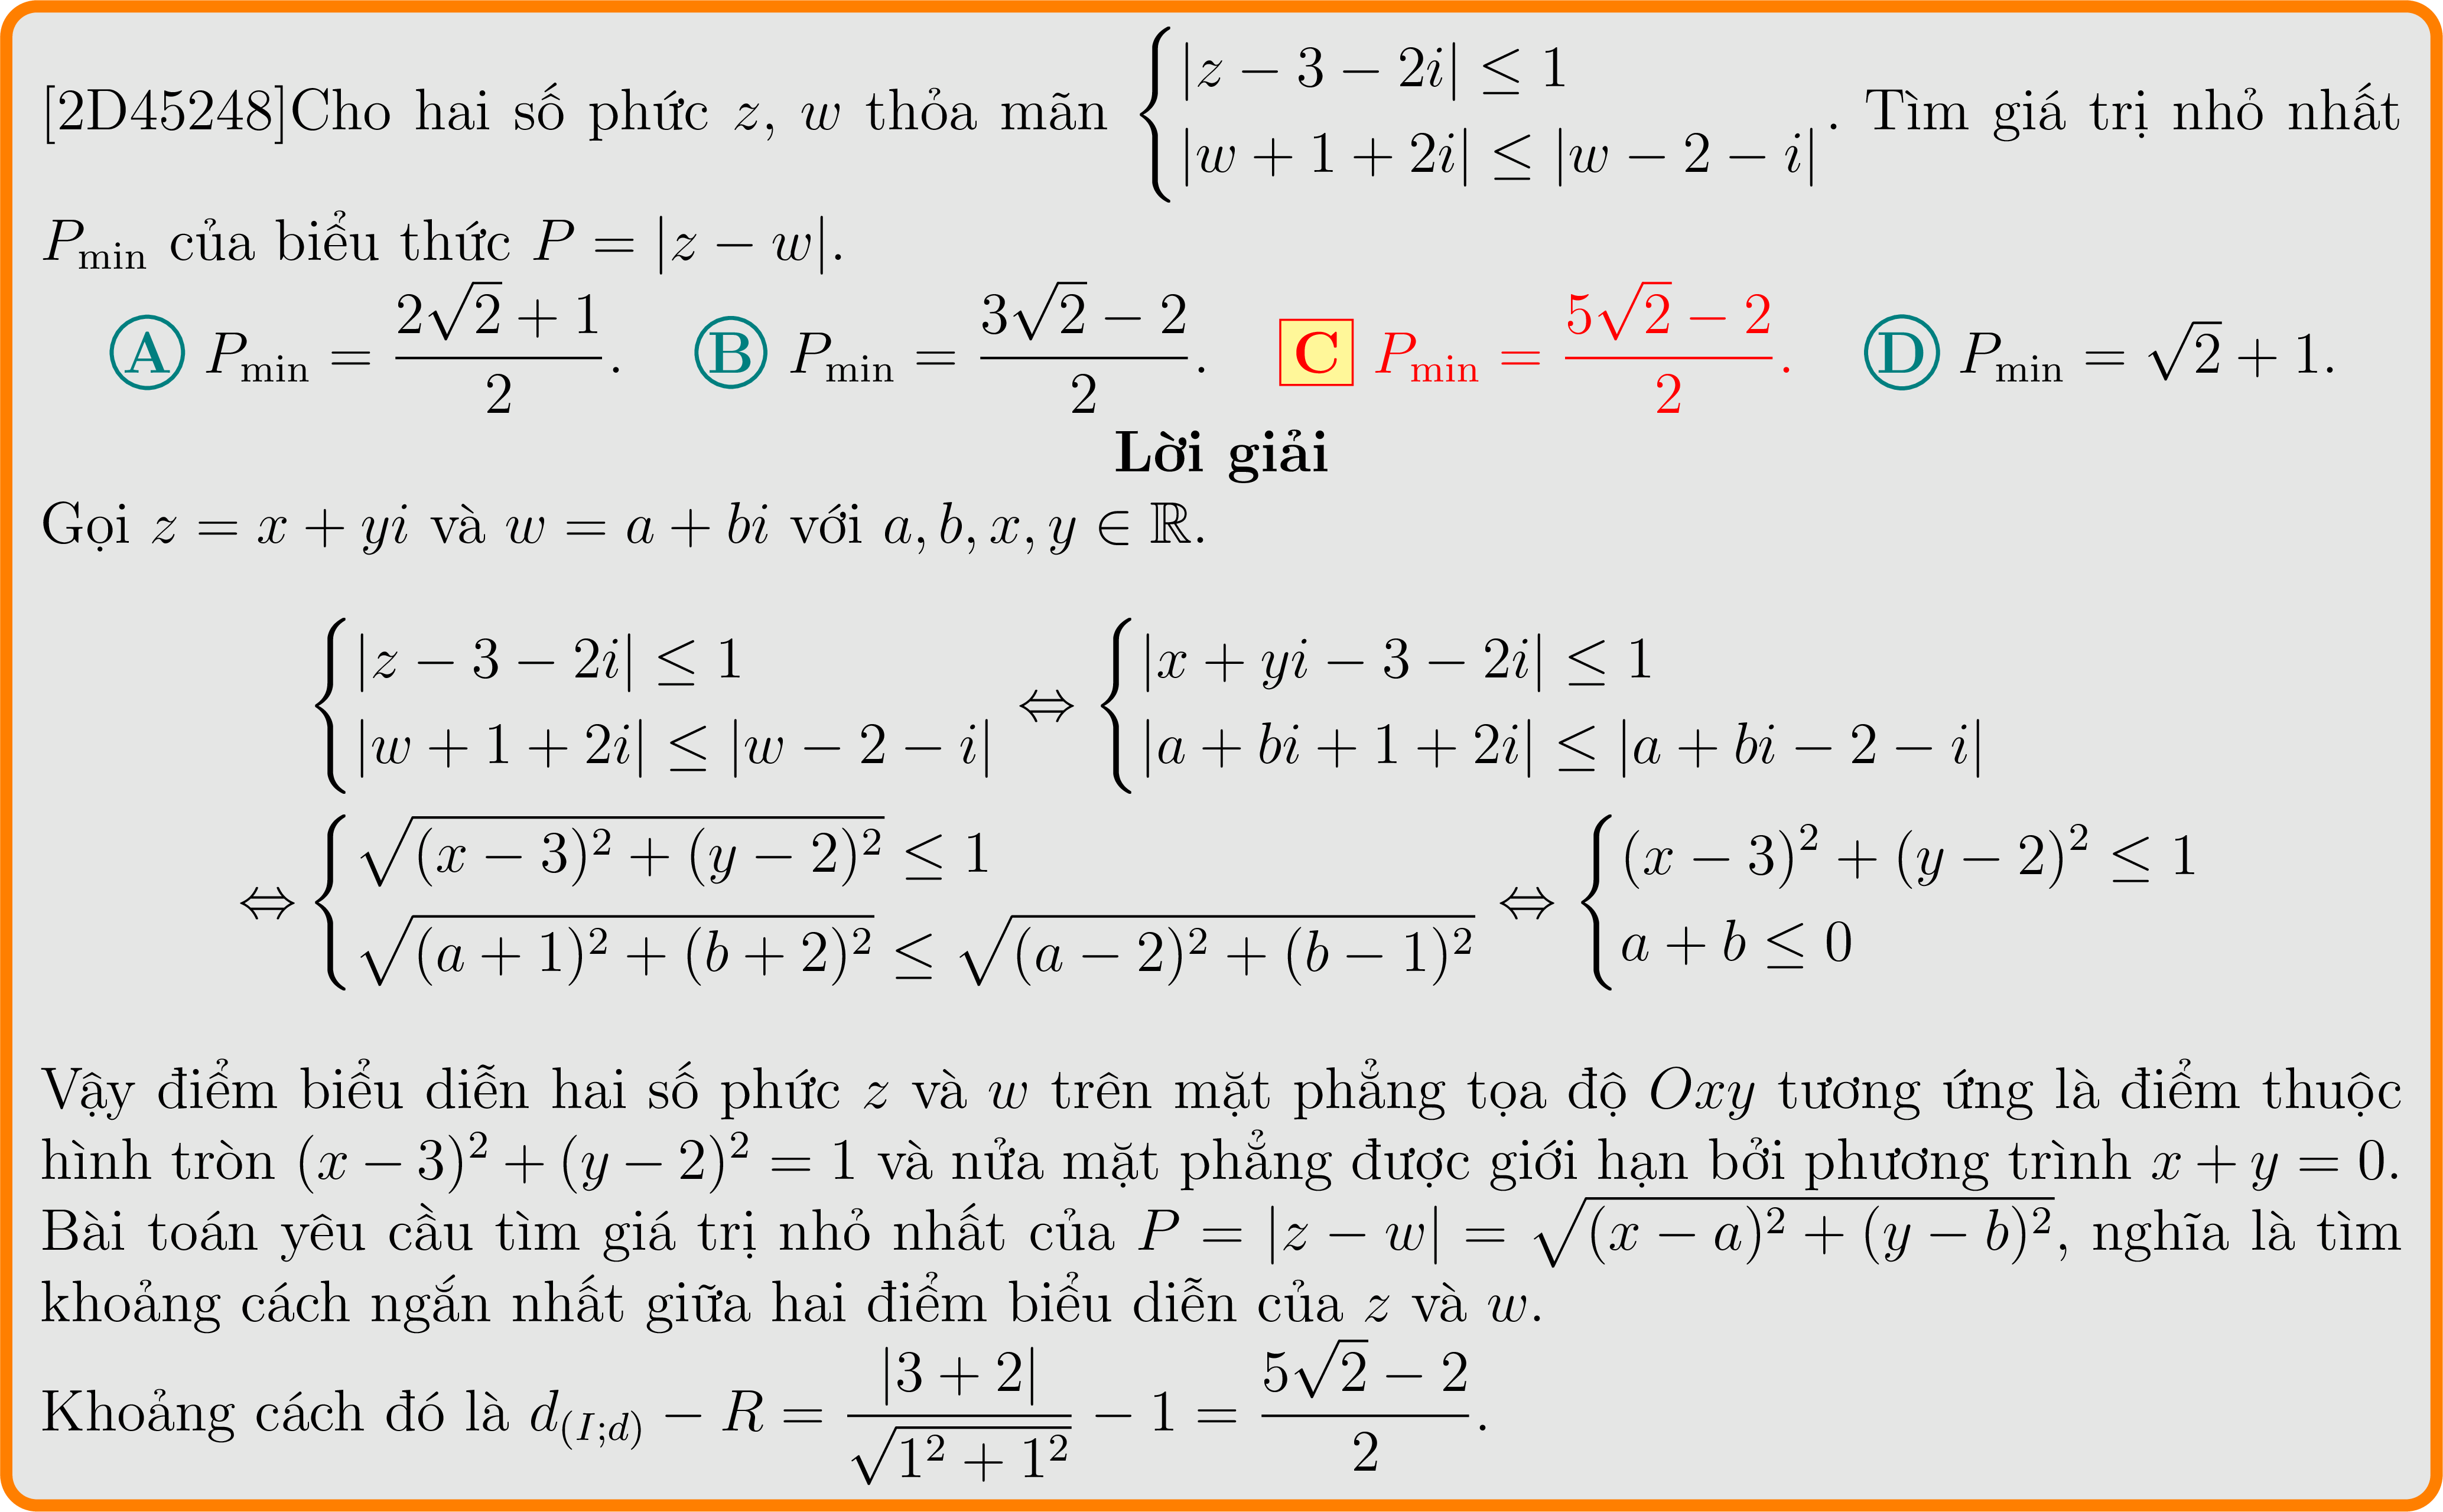 [2D45248]Cho hai số phức $z$, $w$ thỏa mãn $\begin{cases} |z-3-2i| \leq 1 \\ |w+1+2i| \leq |w-2-i| \end{cases}$. Tìm giá trị nhỏ nhất
$P_{\min}$ của biểu thức $P = |z-w|$.
A $P_{\min} = \frac{2\sqrt{2}+1}{2}$. B $P_{\min} = \frac{3\sqrt{2}-2}{2}$. C $P_{\min} = \frac{5\sqrt{2}-2}{2}$. D $P_{\min} = \sqrt{2}+1$.
Lời giải
Gọi $z = x+yi$ và $w = a+bi$ với $a, b, x, y \in \mathbb{R}$.
$\begin{cases} |z-3-2i| \leq 1 \\ |w+1+2i| \leq |w-2-i| \end{cases} \Leftrightarrow \begin{cases} |x+yi-3-2i| \leq 1 \\ |a+bi+1+2i| \leq |a+bi-2-i| \end{cases}$
$\Leftrightarrow \begin{cases} \sqrt{(x-3)^2+(y-2)^2} \leq 1 \\ \sqrt{(a+1)^2+(b+2)^2} \leq \sqrt{(a-2)^2+(b-1)^2} \end{cases} \Leftrightarrow \begin{cases} (x-3)^2+(y-2)^2 \leq 1 \\ a+b \leq 0 \end{cases}$
Vậy điểm biểu diễn hai số phức $z$ và $w$ trên mặt phẳng tọa độ $Oxy$ tương ứng là điểm thuộc
hình tròn $(x-3)^2+(y-2)^2 = 1$ và nửa mặt phẳng được giới hạn bởi phương trình $x+y = 0$.
Bài toán yêu cầu tìm giá trị nhỏ nhất của $P = |z-w| = \sqrt{(x-a)^2+(y-b)^2}$, nghĩa là tìm
khoảng cách ngắn nhất giữa hai điểm biểu diễn của $z$ và $w$.
Khoảng cách đó là $d_{(I;d)} - R = \frac{|3+2|}{\sqrt{1^2+1^2}} - 1 = \frac{5\sqrt{2}-2}{2}$.